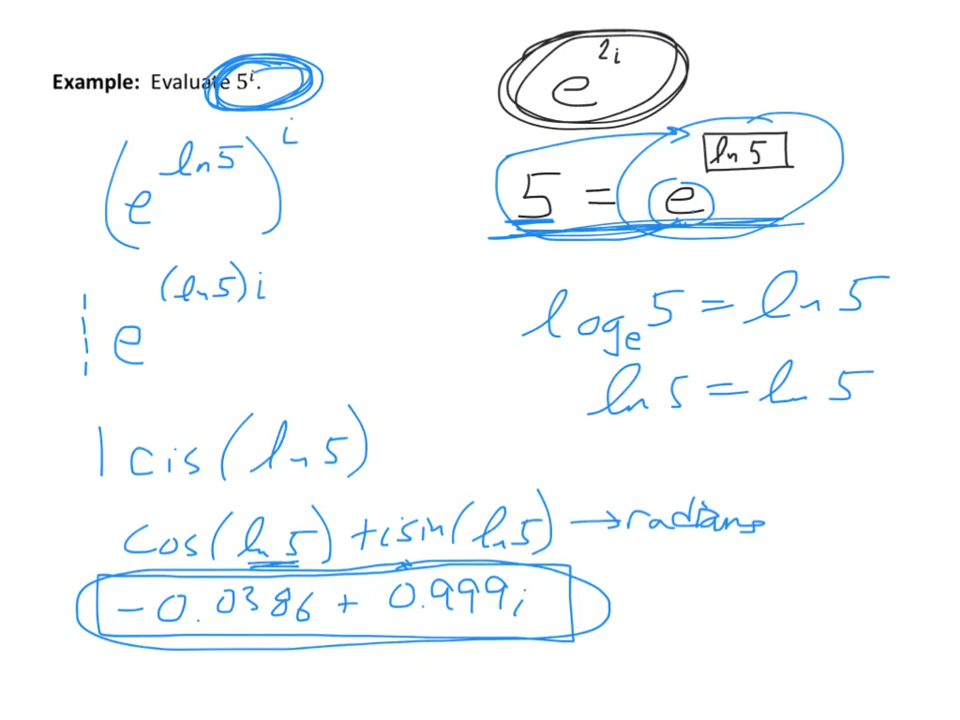 Example: Evaluate 5^i.
e^{2i}
(e^{ln 5})^i
5 = e^{ln 5}
e^{(ln 5)i}
log_e 5 = ln 5
ln 5 = ln 5
1 cis (ln 5)
cos(ln 5) + i sin(ln 5) → radians
-0.0386 + 0.999i